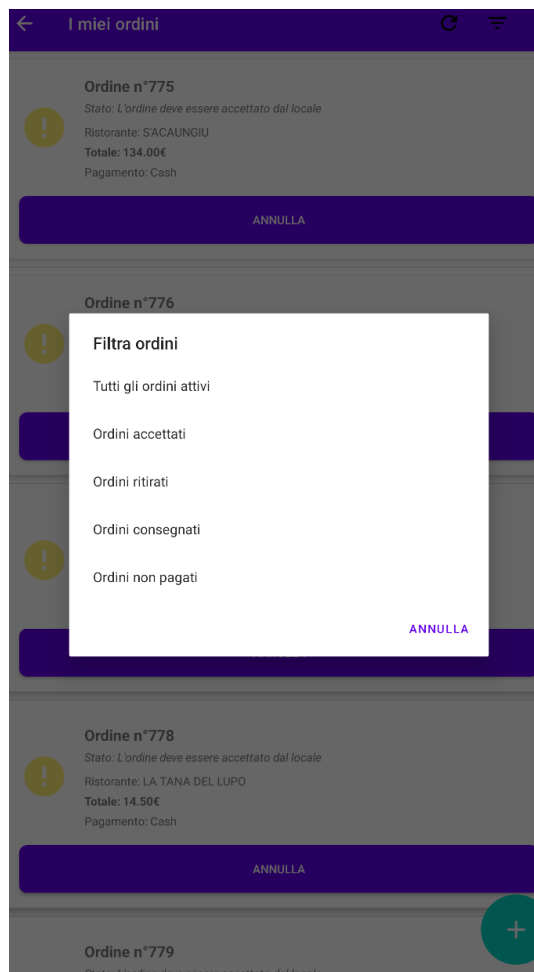 I miei ordini
Ordine n°775
Stato: L'ordine deve essere accettato dal locale
Ristorante: S'ACAUNGIU
Totale: 134.00€
Pagamento: Cash
ANNULLA
Ordine n°776
Filtra ordini
Tutti gli ordini attivi
Ordini accettati
Ordini ritirati
Ordini consegnati
Ordini non pagati
ANNULLA
Ordine n°778
Stato: L'ordine deve essere accettato dal locale
Ristorante: LA TANA DEL LUPO
Totale: 14.50€
Pagamento: Cash
ANNULLA
Ordine n°779